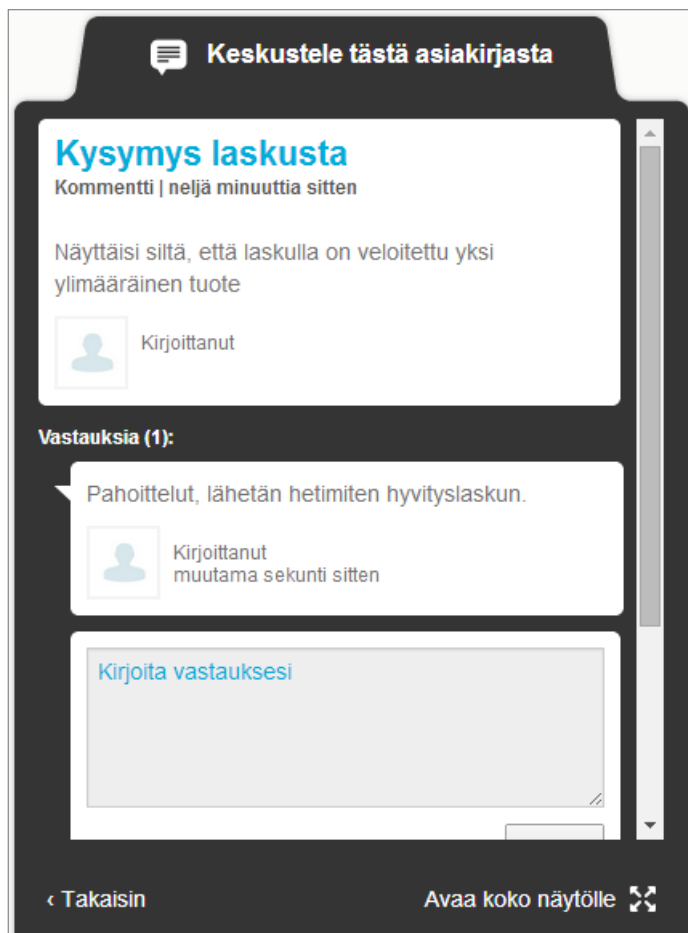 Keskustele tästä asiakirjasta
Kysymys laskusta
Kommentti | neljä minuuttia sitten
Näyttäisi siltä, että laskulla on veloitettu yksi
ylimääräinen tuote
Kirjoittanut
Vastauksia (1):
Pahoittelut, lähetän hetimiten hyvityslaskun.
Kirjoittanut
muutama sekunti sitten
Kirjoita vastauksesi
‹ Takaisin
Avaa koko näytölle